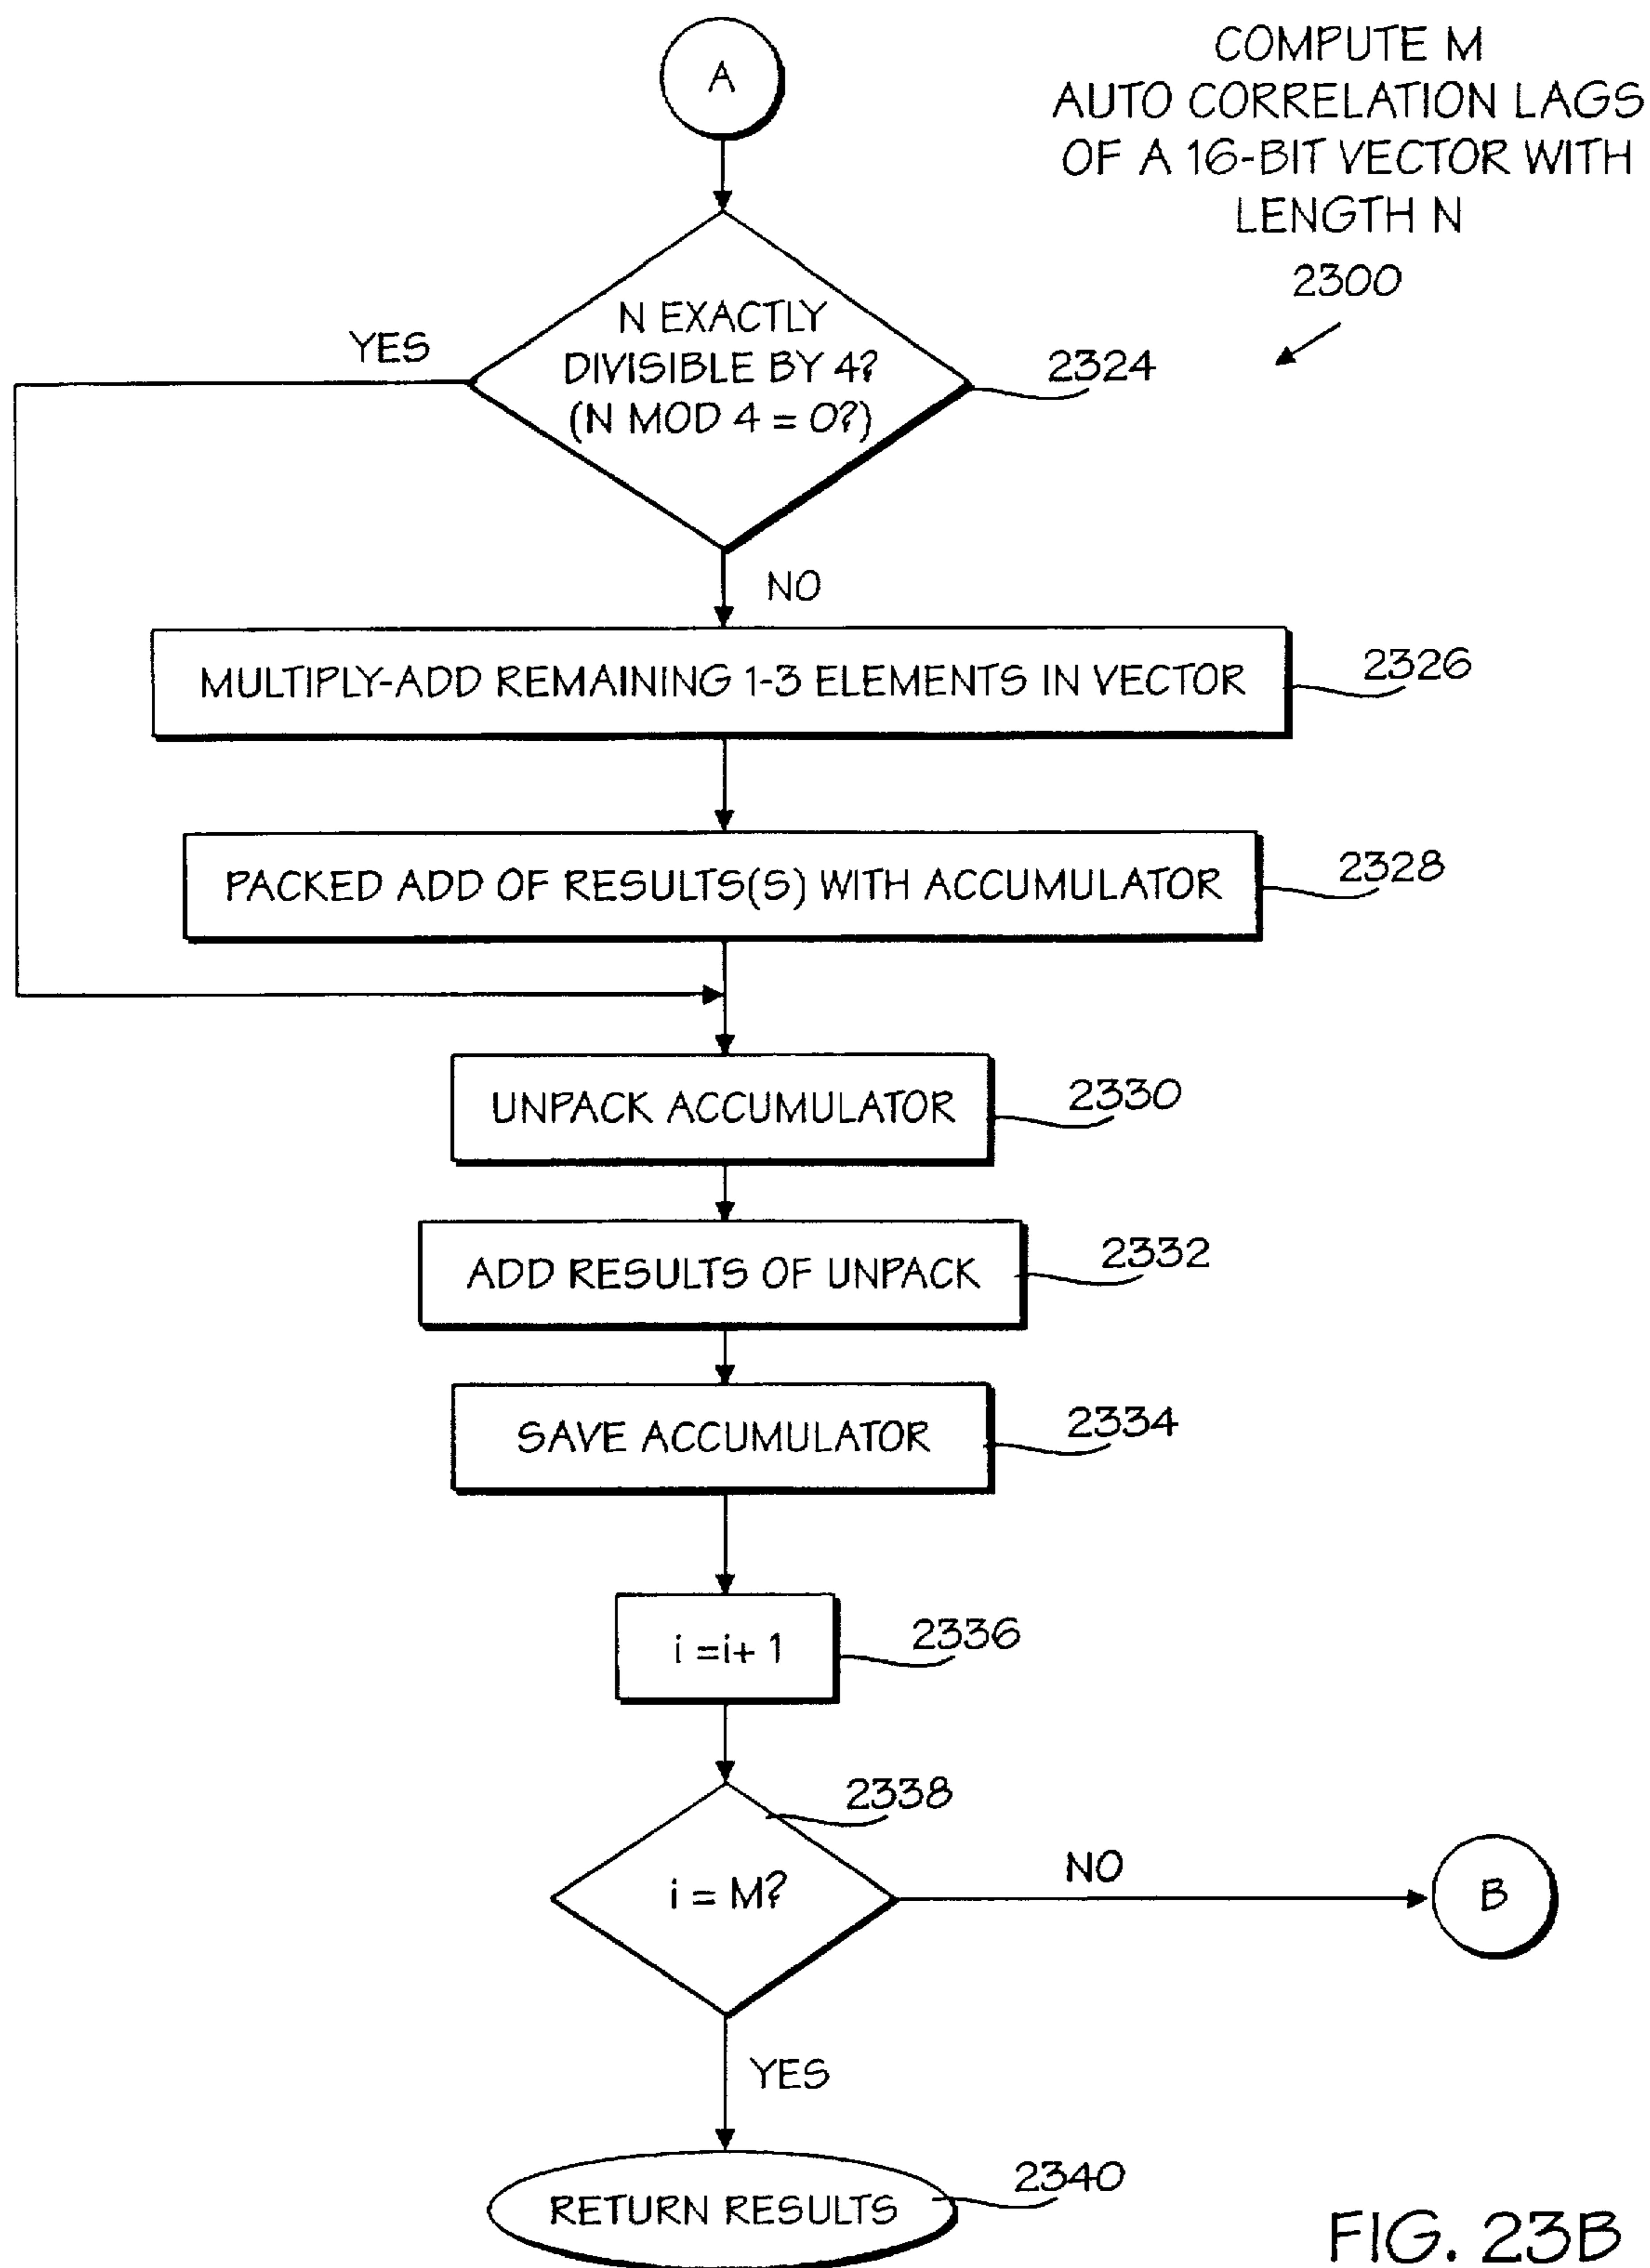 A
COMPUTE M
AUTO CORRELATION LAGS
OF A 16-BIT VECTOR WITH
LENGTH N
2300
N EXACTLY
DIVISIBLE BY 4?
(N MOD 4 = 0?)
YES
2324
NO
MULTIPLY-ADD REMAINING 1-3 ELEMENTS IN VECTOR
2326
PACKED ADD OF RESULTS(S) WITH ACCUMULATOR
2328
UNPACK ACCUMULATOR
2330
ADD RESULTS OF UNPACK
2332
SAVE ACCUMULATOR
2334
i =i+ 1
2336
2338
i = M?
NO
B
YES
RETURN RESULTS
2340
FIG. 23B